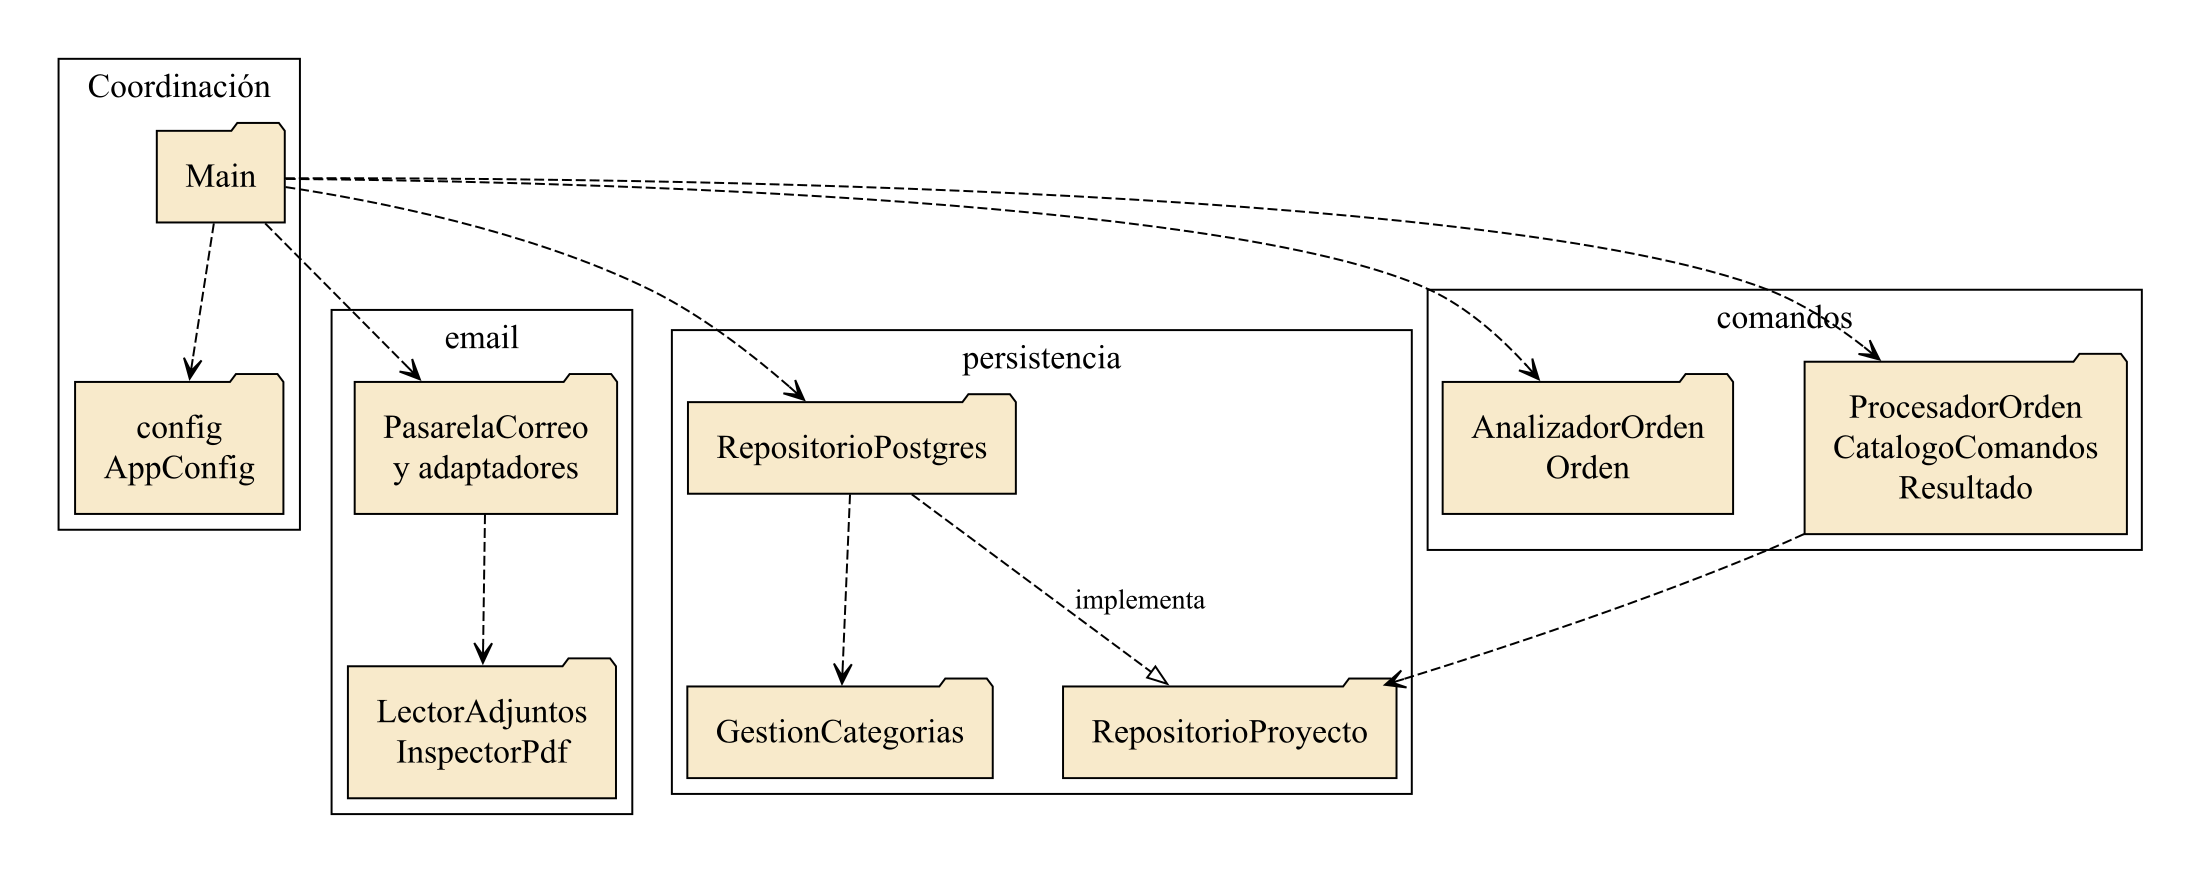 Coordinación
Main
config
AppConfig
email
PasarelaCorreo
y adaptadores
LectorAdjuntos
InspectorPdf
persistencia
RepositorioPostgres
implementa
GestionCategorias
RepositorioProyecto
comandos
AnalizadorOrden
Orden
ProcesadorOrden
CatalogoComandos
Resultado